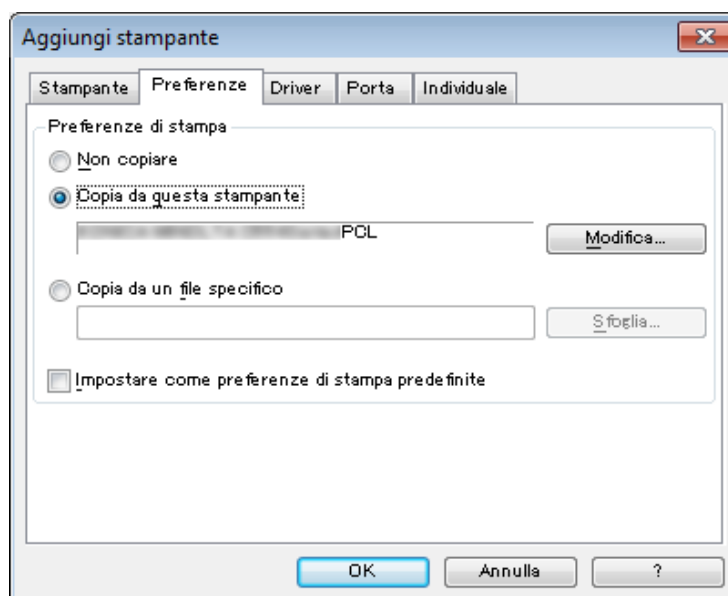 Aggiungi stampante
Stampante Preferenze Driver Porta Individuale
Preferenze di stampa
Non copiare
Copia da questa stampante
PCL Modifica...
Copia da un file specifico
Sfoglia...
Impostare come preferenze di stampa predefinite
OK Annulla ?